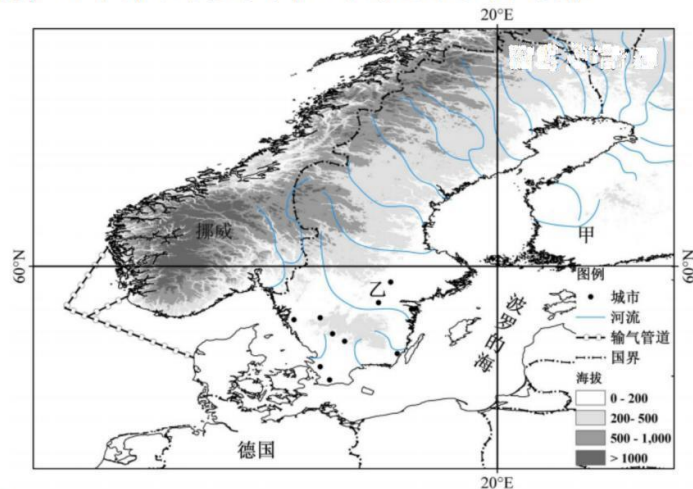 20°E
挪威
甲
60°N
60°N
乙
波罗的海
德国
图例
城市
河流
输气管道
国界
海拔
0 - 200
200- 500
500 - 1,000
> 1000
20°E